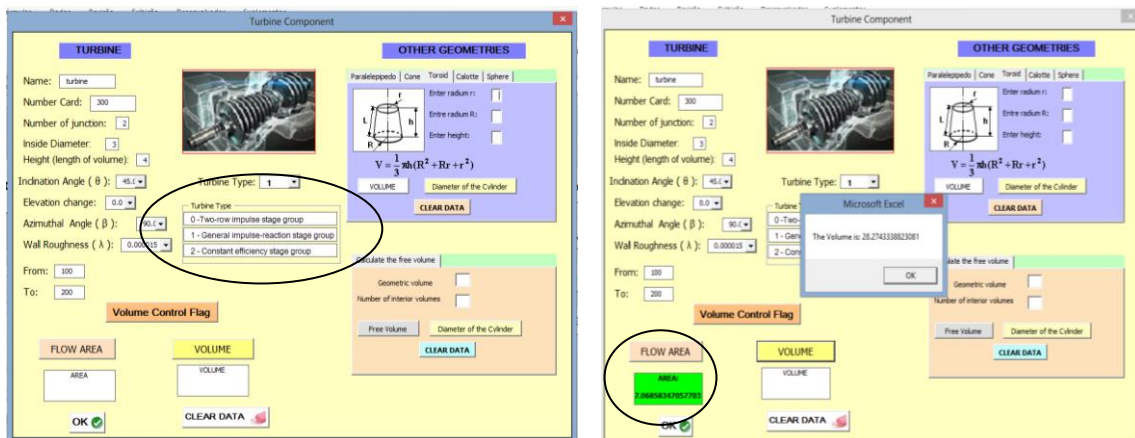 Turbine Component
TURBINE
Name: turbine
Number Card: 300
Number of junction: 2
Inside Diameter: 3
Height (length of volume): 4
Inclination Angle ( θ ): 45.(
Elevation change: 0.0
Azimuthal Angle ( β ): 90.(
Wall Roughness ( λ ): 0.000015
From: 100
To: 200
Turbine Type: 1
Turbine Type
0 -Two-row impulse stage group
1 - General impulse-reaction stage group
2 - Constant efficiency stage group
Volume Control Flag
FLOW AREA
VOLUME
AREA
VOLUME
OK
CLEAR DATA
OTHER GEOMETRIES
Paralelepipedo Cone Toroid Calotte Sphere
r
L
h
R
Enter radium r:
Entre radium R:
Enter height:
V = 1/3 πh(R² +Rr+r²)
VOLUME
Diameter of the Cylinder
CLEAR DATA
Calculate the free volume
Geometric volume
Number of interior volumes
Free Volume
Diameter of the Cylinder
CLEAR DATA
Turbine Component
TURBINE
Name: turbine
Number Card: 300
Number of junction: 2
Inside Diameter: 3
Height (length of volume): 4
Inclination Angle ( θ ): 45.(
Elevation change: 0.0
Azimuthal Angle ( β ): 90.(
Wall Roughness ( λ ): 0.000015
From: 100
To: 200
Turbine Type: 1
Turbine T
0 -Two-
1 - Gene
2 - Con
Volume Control Flag
FLOW AREA
VOLUME
AREA:
7.06858347057703
VOLUME
OK
CLEAR DATA
OTHER GEOMETRIES
Paralelepipedo Cone Toroid Calotte Sphere
r
L
h
R
Enter radium r:
Entre radium R:
Enter height:
V = 1/3 πh(R² +Rr+r²)
VOLUME
Diameter of the Cylinder
CLEAR DATA
Microsoft Excel
The Volume is: 28.2743338823081
OK
ulate the free volume
Geometric volume
Number of interior volumes
Free Volume
Diameter of the Cylinder
CLEAR DATA